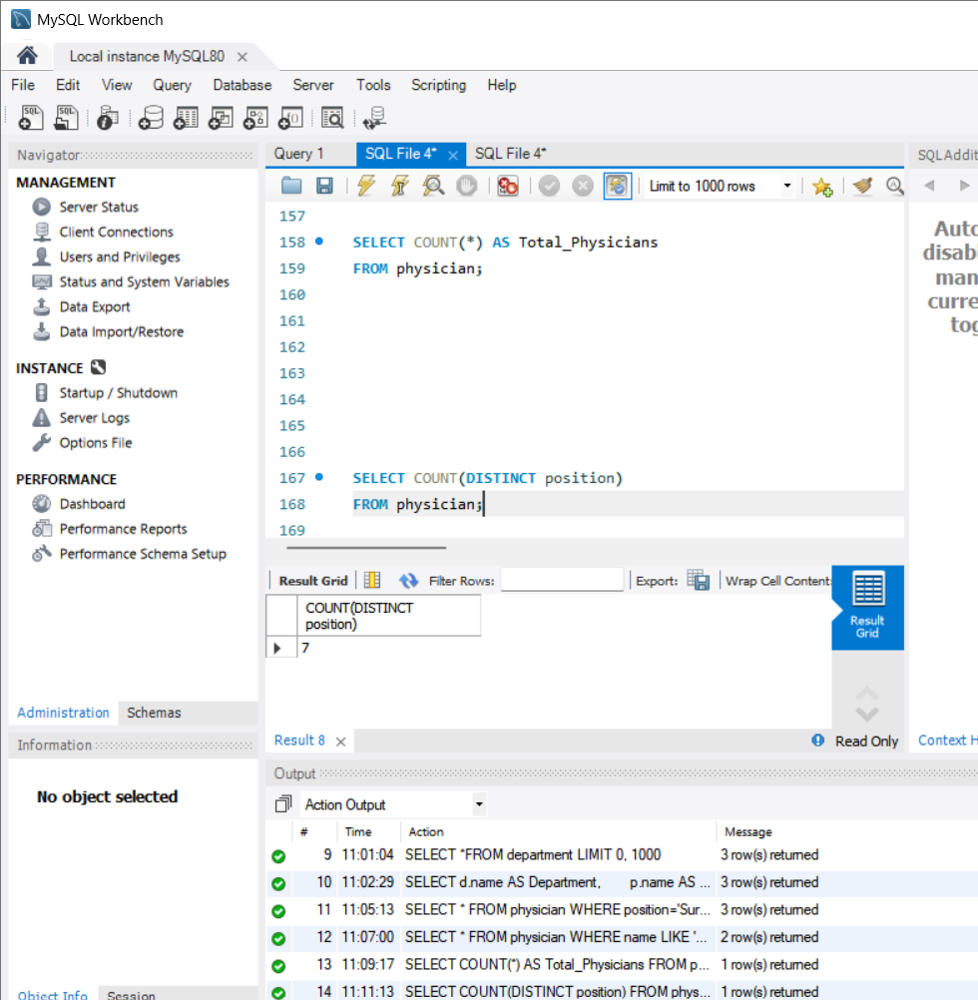 MySQL Workbench
Local instance MySQL80
File Edit View Query Database Server Tools Scripting Help
Navigator
MANAGEMENT
Server Status
Client Connections
Users and Privileges
Status and System Variables
Data Export
Data Import/Restore
INSTANCE
Startup / Shutdown
Server Logs
Options File
PERFORMANCE
Dashboard
Performance Reports
Performance Schema Setup
Administration Schemas
Information
No object selected
Object Info Session
Query 1 SQL File 4* SQL File 4*
Limit to 1000 rows
157
158 SELECT COUNT(*) AS Total_Physicians
159 FROM physician;
160
161
162
163
164
165
166
167 SELECT COUNT(DISTINCT position)
168 FROM physician;
169
Result Grid Filter Rows: Export: Wrap Cell Content:
COUNT(DISTINCT
position)
7
Result
Grid
Result 8 Read Only
Output
Action Output
# Time Action Message
9 11:01:04 SELECT *FROM department LIMIT 0, 1000 3 row(s) returned
10 11:02:29 SELECT d.name AS Department, p.name AS ... 3 row(s) returned
11 11:05:13 SELECT * FROM physician WHERE position='Sur... 3 row(s) returned
12 11:07:00 SELECT * FROM physician WHERE name LIKE '... 2 row(s) returned
13 11:09:17 SELECT COUNT(*) AS Total_Physicians FROM p... 1 row(s) returned
14 11:11:13 SELECT COUNT(DISTINCT position) FROM phys... 1 row(s) returned
SQLAddit
Auto
disabl
man
curre
tog
Context H